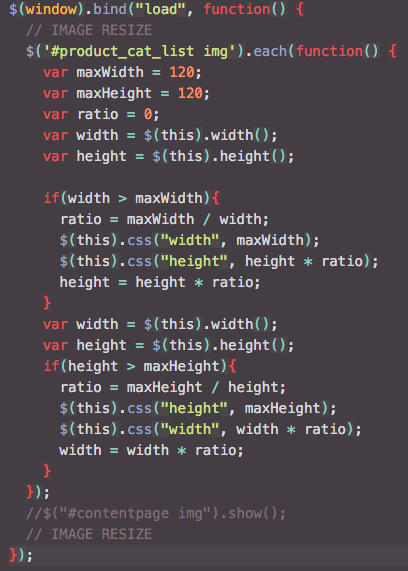 $(window).bind("load", function() {
  // IMAGE RESIZE
  $('#product_cat_list img').each(function() {
    var maxWidth = 120;
    var maxHeight = 120;
    var ratio = 0;
    var width = $(this).width();
    var height = $(this).height();

    if(width > maxWidth){
      ratio = maxWidth / width;
      $(this).css("width", maxWidth);
      $(this).css("height", height * ratio);
      height = height * ratio;
    }
    var width = $(this).width();
    var height = $(this).height();
    if(height > maxHeight){
      ratio = maxHeight / height;
      $(this).css("height", maxHeight);
      $(this).css("width", width * ratio);
      width = width * ratio;
    }
  });
  //$("#contentpage img").show();
  // IMAGE RESIZE
});